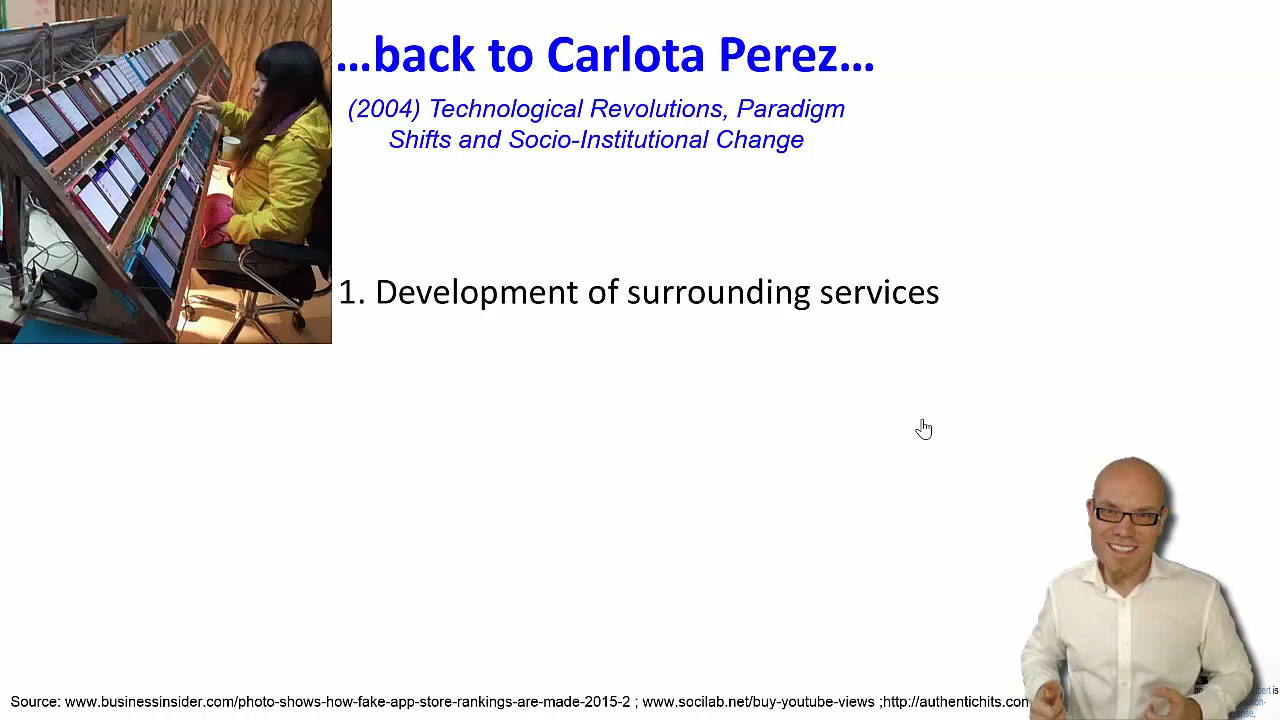 ...back to Carlota Perez...
(2004) Technological Revolutions, Paradigm
Shifts and Socio-Institutional Change
1. Development of surrounding services
Source: www.businessinsider.com/photo-shows-how-fake-app-store-rankings-are-made-2015-2 ; www.socilab.net/buy-youtube-views ;http://authentichits.con